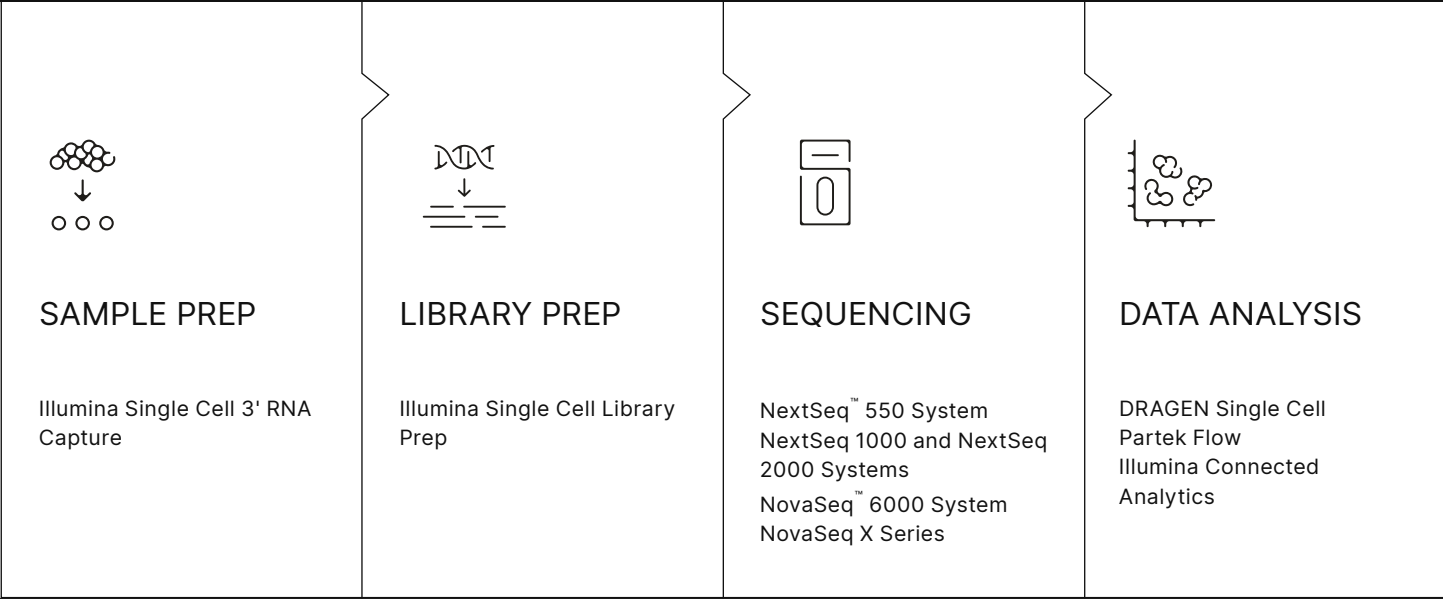 SAMPLE PREP
Illumina Single Cell 3' RNA
Capture
LIBRARY PREP
Illumina Single Cell Library
Prep
SEQUENCING
NextSeq™ 550 System
NextSeq 1000 and NextSeq
2000 Systems
NovaSeq™ 6000 System
NovaSeq X Series
DATA ANALYSIS
DRAGEN Single Cell
Partek Flow
Illumina Connected
Analytics